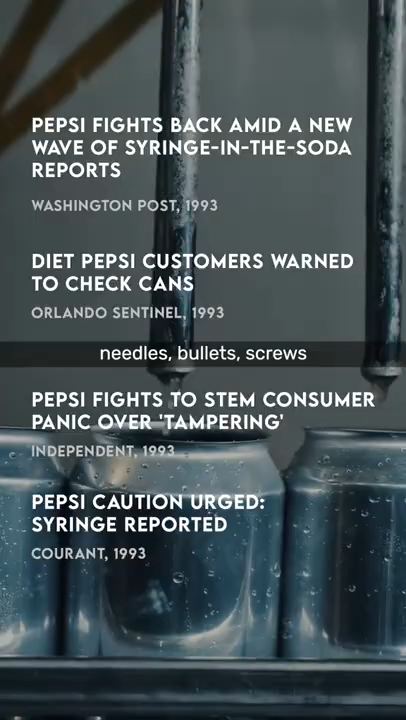 PEPSI FIGHTS BACK AMID A NEW
WAVE OF SYRINGE-IN-THE-SODA
REPORTS
WASHINGTON POST, 1993
DIET PEPSI CUSTOMERS WARNED
TO CHECK CANS
ORLANDO SENTINEL, 1993
needles, bullets, screws
PEPSI FIGHTS TO STEM CONSUMER
PANIC OVER 'TAMPERING'
INDEPENDENT, 1993
PEPSI CAUTION URGED:
SYRINGE REPORTED
COURANT, 1993